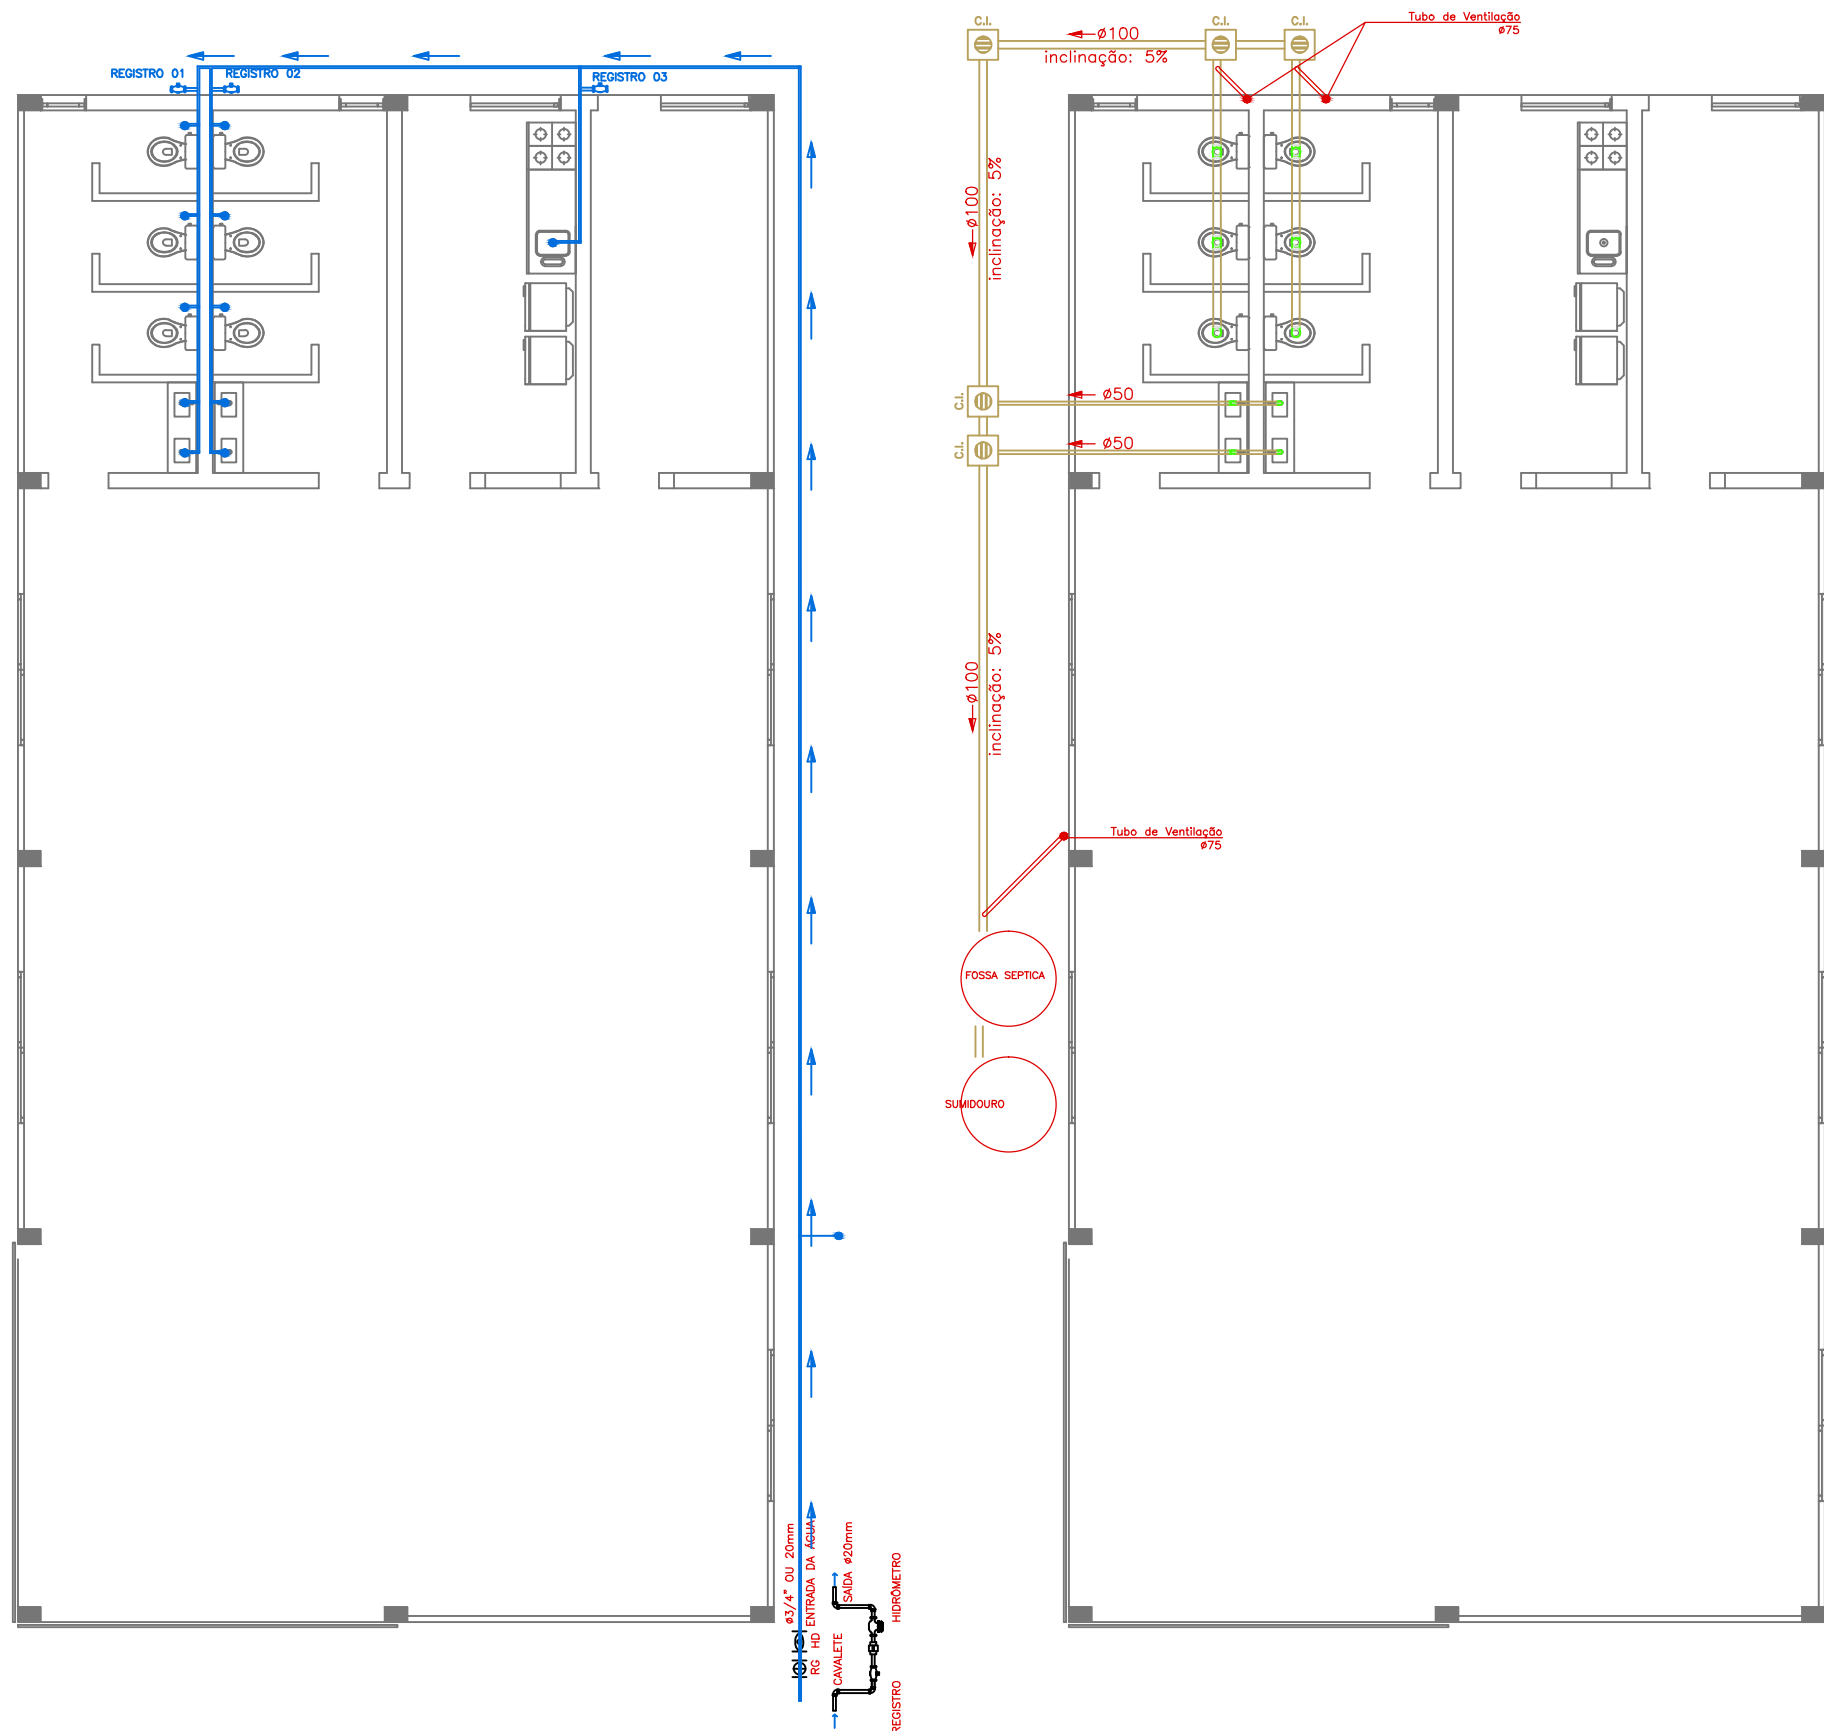 REGISTRO 01
REGISTRO 02
REGISTRO 03
ø3/4" OU 20mm
ENTRADA DA ÁGUA
RG HD
SAÍDA ø20mm
CAVALETE
HIDRÔMETRO
REGISTRO
C.I.
C.I.
C.I.
ø100
inclinação: 5%
Tubo de Ventilação
ø75
ø100
inclinação: 5%
C.I.
ø50
C.I.
ø50
ø100
inclinação: 5%
Tubo de Ventilação
ø75
FOSSA SEPTICA
SUMIDOURO